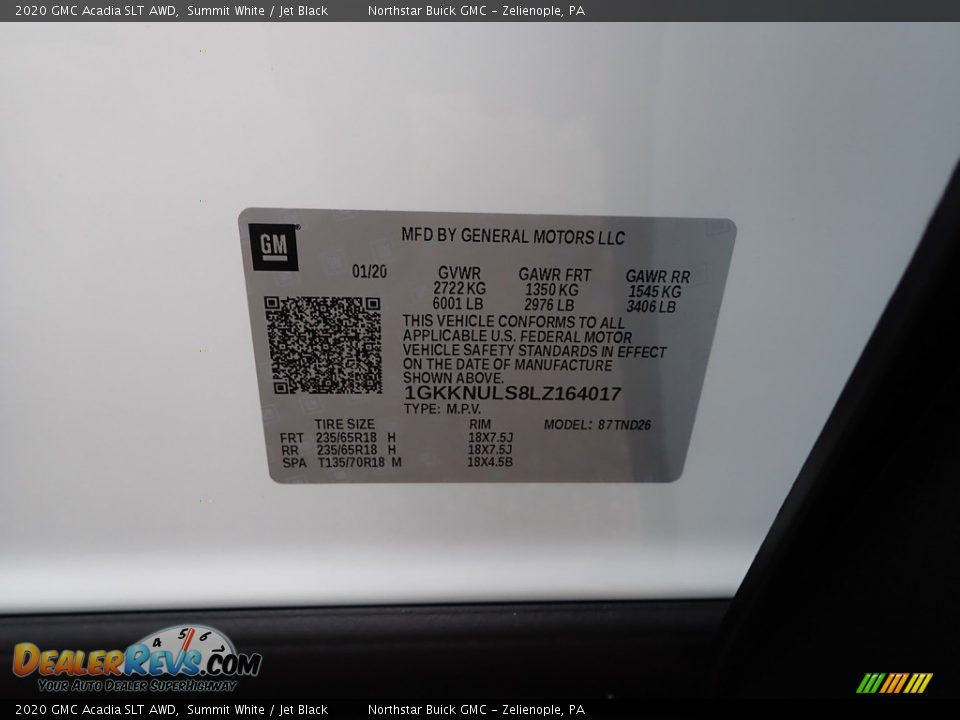 2020 GMC Acadia SLT AWD, Summit White / Jet Black Northstar Buick GMC - Zelienople, PA
GM
MFD BY GENERAL MOTORS LLC
01/20 GVWR GAWR FRT GAWR RR
2722 KG 1350 KG 1545 KG
6001 LB 2976 LB 3406 LB
THIS VEHICLE CONFORMS TO ALL
APPLICABLE U.S. FEDERAL MOTOR
VEHICLE SAFETY STANDARDS IN EFFECT
ON THE DATE OF MANUFACTURE
SHOWN ABOVE.
1GKKNULS8LZ164017
TYPE: M.P.V.
TIRE SIZE RIM MODEL: 87TND26
FRT 235/65R18 H 18X7.5J
RR 235/65R18 H 18X7.5J
SPA T135/70R18 M 18X4.5B
4 5 6
DEALERREVS.COM
YOUR AUTO DEALER SUPERHIGHWAY
2020 GMC Acadia SLT AWD, Summit White / Jet Black Northstar Buick GMC - Zelienople, PA